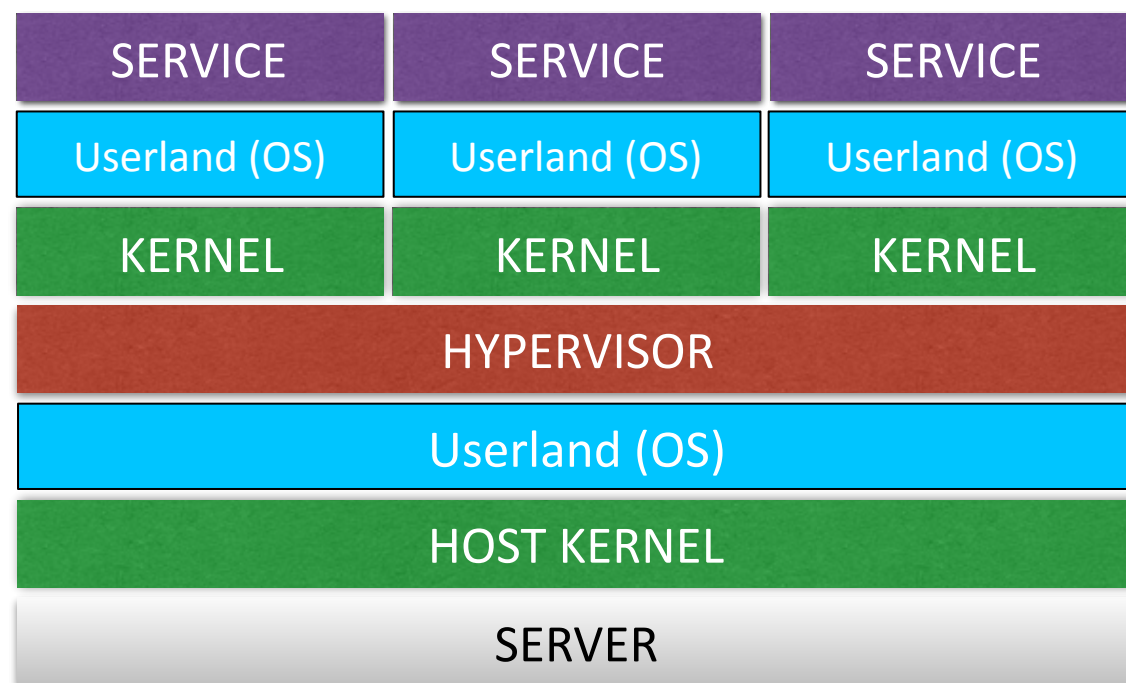 SERVICE SERVICE SERVICE
Userland (OS) Userland (OS) Userland (OS)
KERNEL KERNEL KERNEL
HYPERVISOR
Userland (OS)
HOST KERNEL
SERVER